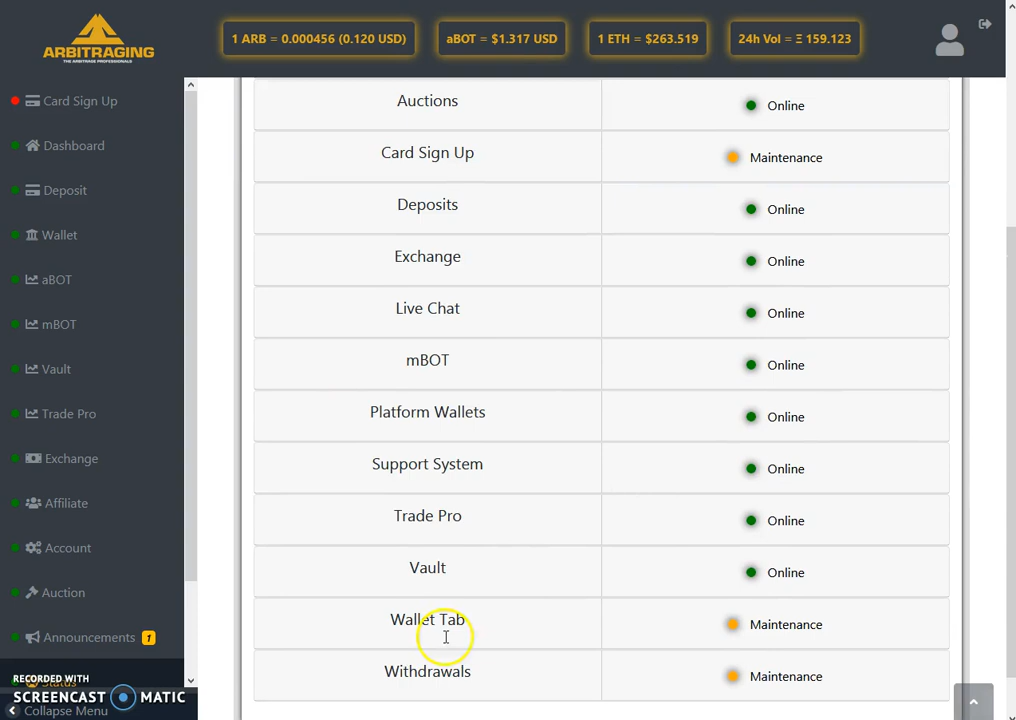 ARBITRAGING
THE ARBITRAGE PROFESSIONALS
1 ARB = 0.000456 (0.120 USD)
aBOT = $1.317 USD
1 ETH = $263.519
24h Vol = Ξ 159.123
Card Sign Up
Dashboard
Deposit
Wallet
aBOT
mBOT
Vault
Trade Pro
Exchange
Affiliate
Account
Auction
Announcements 1
Status
Collapse Menu
RECORDED WITH
SCREENCAST MATIC
Auctions Online
Card Sign Up Maintenance
Deposits Online
Exchange Online
Live Chat Online
mBOT Online
Platform Wallets Online
Support System Online
Trade Pro Online
Vault Online
Wallet Tab Maintenance
Withdrawals Maintenance